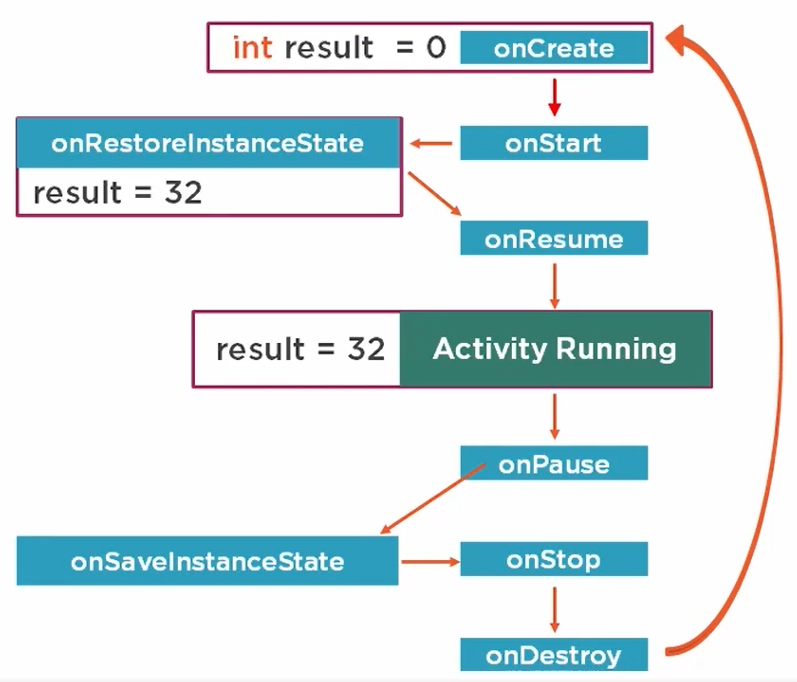 int result = 0 onCreate
onRestoreInstanceState onStart
result = 32
onResume
result = 32 Activity Running
onPause
onSaveInstanceState onStop
onDestroy